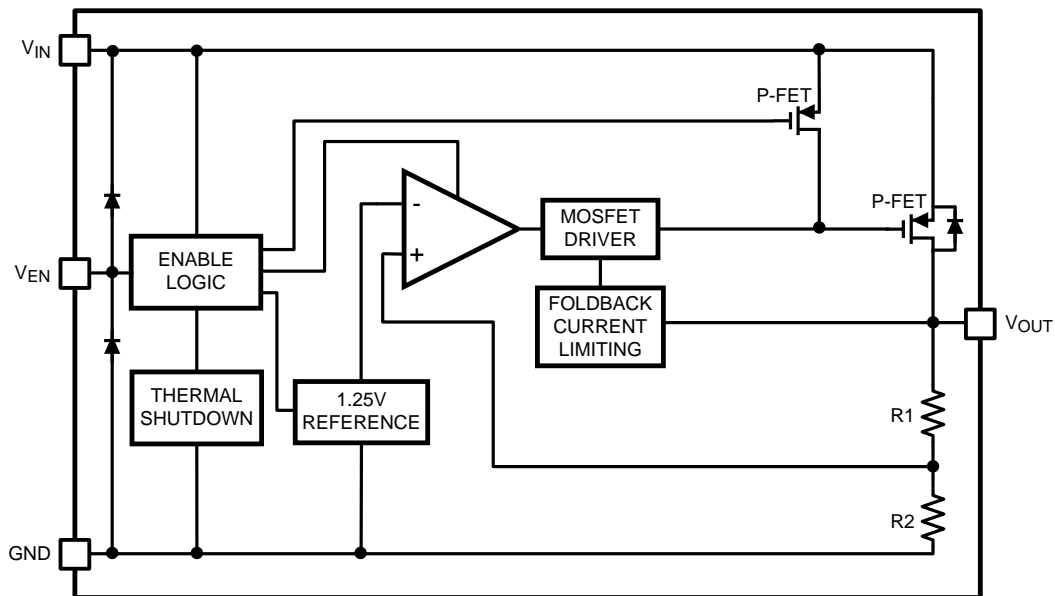 VIN
P-FET
P-FET
-
+
MOSFET
DRIVER
VEN
ENABLE
LOGIC
FOLDBACK
CURRENT
LIMITING
VOUT
THERMAL
SHUTDOWN
1.25V
REFERENCE
R1
R2
GND